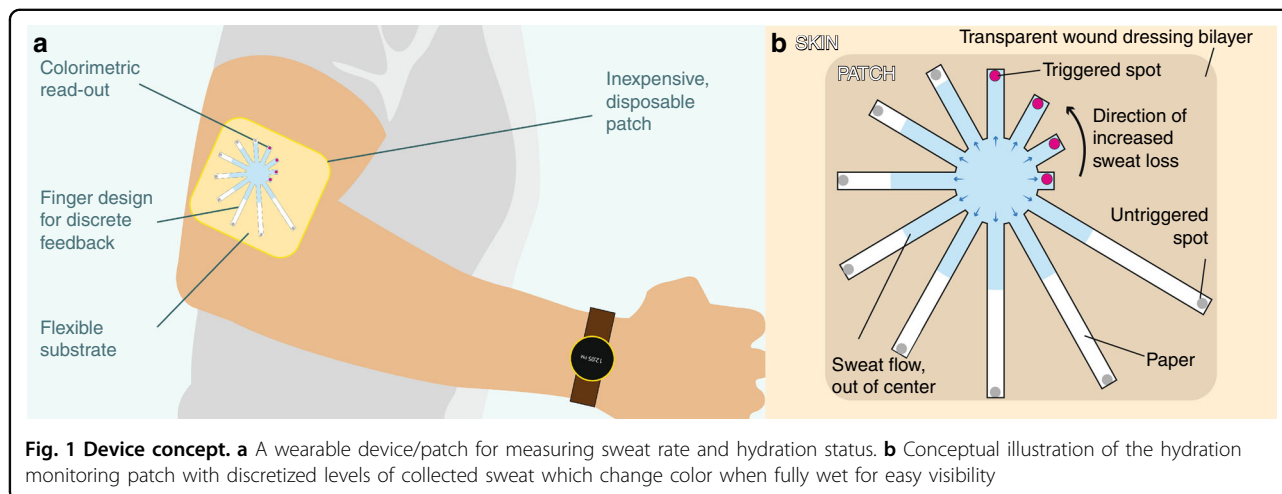 a
Colorimetric
read-out
Inexpensive,
disposable
patch
Finger design
for discrete
feedback
Flexible
substrate
12:05 PM
b
SKIN
PATCH
Transparent wound dressing bilayer
Triggered spot
Direction of
increased
sweat loss
Untriggered
spot
Sweat flow,
out of center
Paper
Fig. 1 Device concept. a A wearable device/patch for measuring sweat rate and hydration status. b Conceptual illustration of the hydration
monitoring patch with discretized levels of collected sweat which change color when fully wet for easy visibility